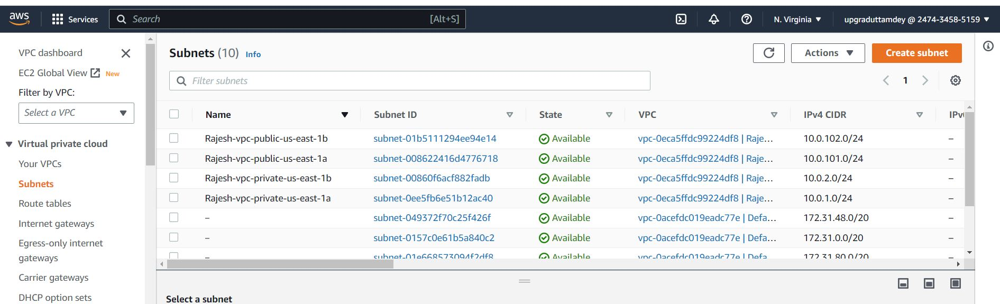 aws
Services
Search
[Alt+S]
N. Virginia
upgraduttamdey @ 2474-3458-5159
VPC dashboard
EC2 Global View
New
Filter by VPC:
Select a VPC
Virtual private cloud
Your VPCs
Subnets
Route tables
Internet gateways
Egress-only internet
gateways
Carrier gateways
DHCP option sets
Subnets (10) Info
Actions
Create subnet
Filter subnets
1
Name Subnet ID State VPC IPv4 CIDR IPv
Rajesh-vpc-public-us-east-1b subnet-01b5111294ee94e14 Available vpc-0eca5ffdc99224df8 | Raje... 10.0.102.0/24 –
Rajesh-vpc-public-us-east-1a subnet-008622416d4776718 Available vpc-0eca5ffdc99224df8 | Raje... 10.0.101.0/24 –
Rajesh-vpc-private-us-east-1b subnet-00860f6acf882fadb Available vpc-0eca5ffdc99224df8 | Raje... 10.0.2.0/24 –
Rajesh-vpc-private-us-east-1a subnet-0ee5fb6e51b12ac40 Available vpc-0eca5ffdc99224df8 | Raje... 10.0.1.0/24 –
– subnet-049372f70c25f426f Available vpc-0acefdc019eadc77e | Defa... 172.31.48.0/20 –
– subnet-0157c0e61b5a840c2 Available vpc-0acefdc019eadc77e | Defa... 172.31.0.0/20 –
– subnet-01e668573094f2df8 Available vpc-0acefdc019eadc77e | Defa... 172.31.80.0/20 –
Select a subnet